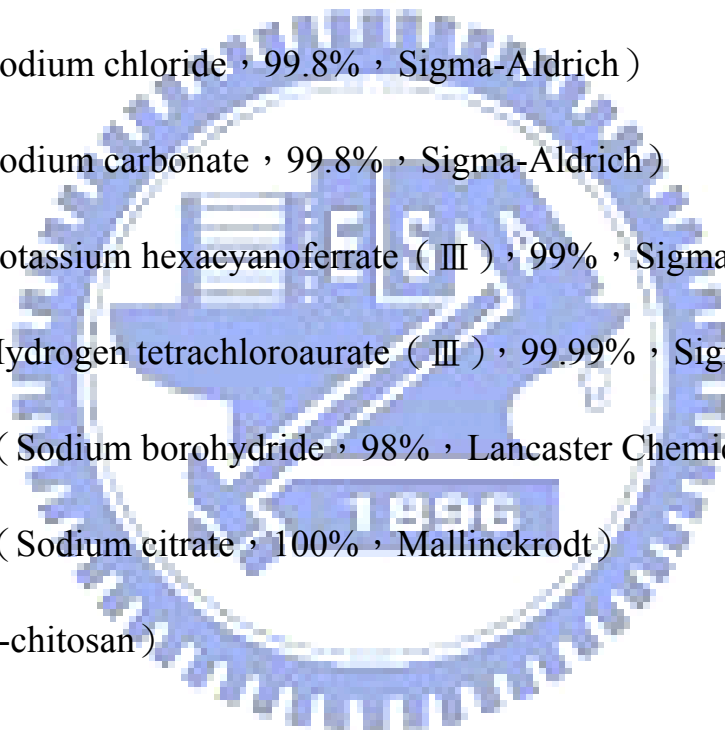 odium chloride，99.8%，Sigma-Aldrich）
odium carbonate，99.8%，Sigma-Aldrich）
otassium hexacyanoferrate（Ⅲ），99%，Sigma
Hydrogen tetrachloroaurate（Ⅲ），99.99%，Sig
（Sodium borohydride，98%，Lancaster Chemic
（Sodium citrate，100%，Mallinckrodt）
1896
-chitosan）